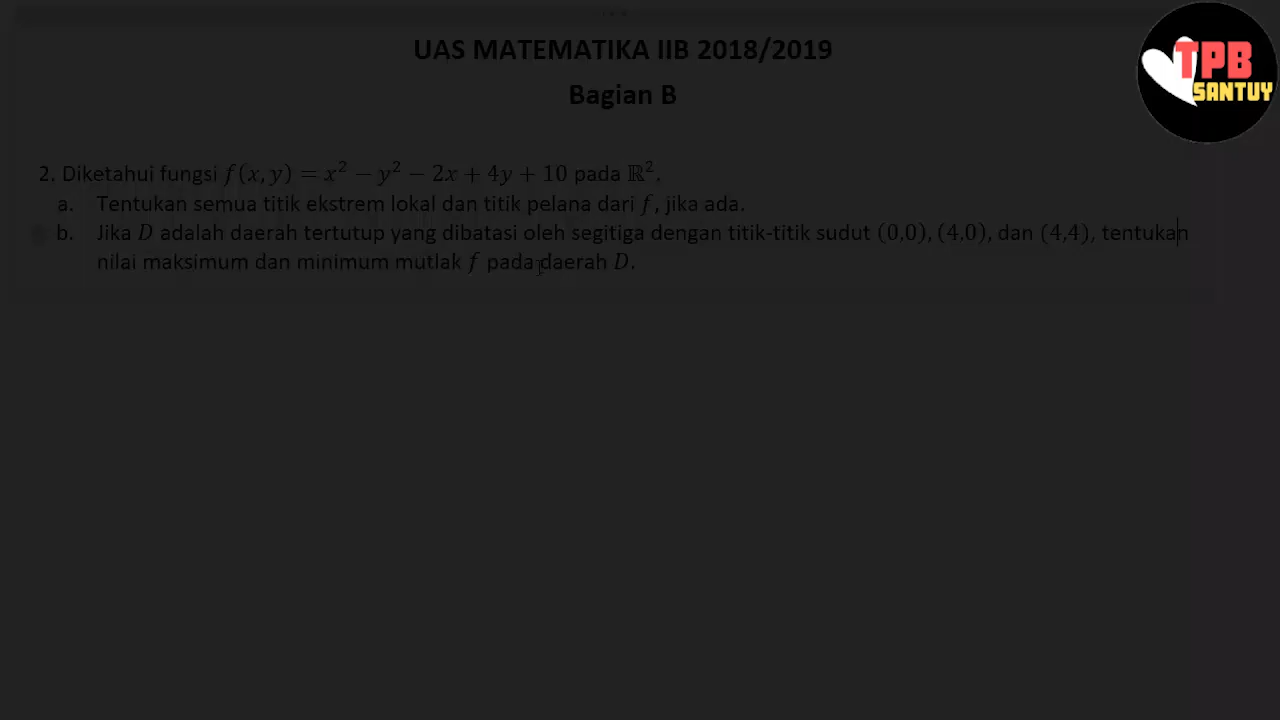 UAS MATEMATIKA IIB 2018/2019
Bagian B
TPB
SANTUY
2. Diketahui fungsi f(x, y) = x² − y² − 2x + 4y + 10 pada ℝ².
a. Tentukan semua titik ekstrem lokal dan titik pelana dari f, jika ada.
b. Jika D adalah daerah tertutup yang dibatasi oleh segitiga dengan titik-titik sudut (0,0), (4,0), dan (4,4), tentukan
nilai maksimum dan minimum mutlak f pada daerah D.